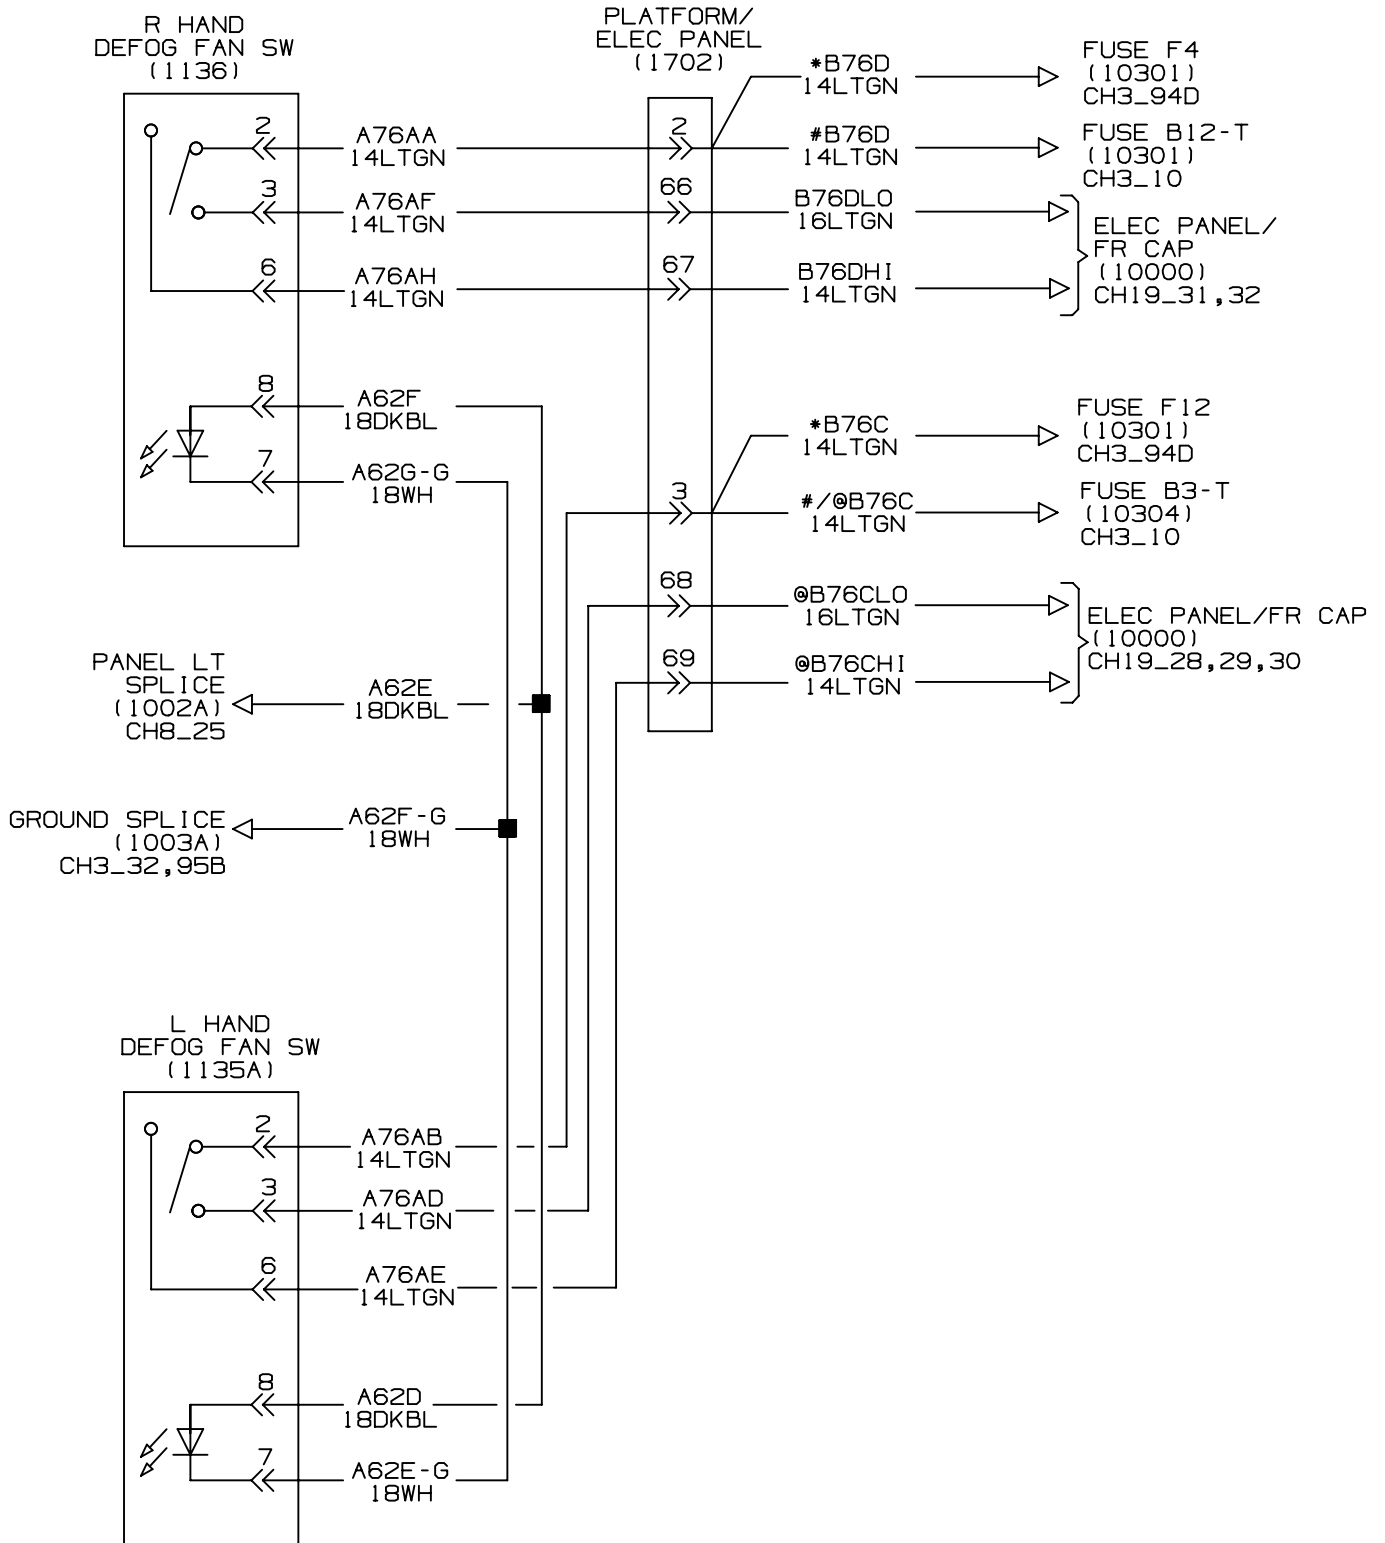 R HAND
DEFOG FAN SW
(1136)
PLATFORM/
ELEC PANEL
(1702)
2
A76AA
14LTGN
3
A76AF
14LTGN
6
A76AH
14LTGN
8
A62F
18DKBL
7
A62G-G
18WH
2
*B76D
14LTGN
FUSE F4
(10301)
CH3_94D
#B76D
14LTGN
FUSE B12-T
(10301)
CH3_10
66
B76DLO
16LTGN
67
B76DHI
14LTGN
ELEC PANEL/
FR CAP
(10000)
CH19_31,32
3
*B76C
14LTGN
FUSE F12
(10301)
CH3_94D
#/@B76C
14LTGN
FUSE B3-T
(10304)
CH3_10
68
@B76CLO
16LTGN
69
@B76CHI
14LTGN
ELEC PANEL/FR CAP
(10000)
CH19_28,29,30
PANEL LT
SPLICE
(1002A)
CH8_25
A62E
18DKBL
GROUND SPLICE
(1003A)
CH3_32,95B
A62F-G
18WH
L HAND
DEFOG FAN SW
(1135A)
2
A76AB
14LTGN
3
A76AD
14LTGN
6
A76AE
14LTGN
8
A62D
18DKBL
7
A62E-G
18WH